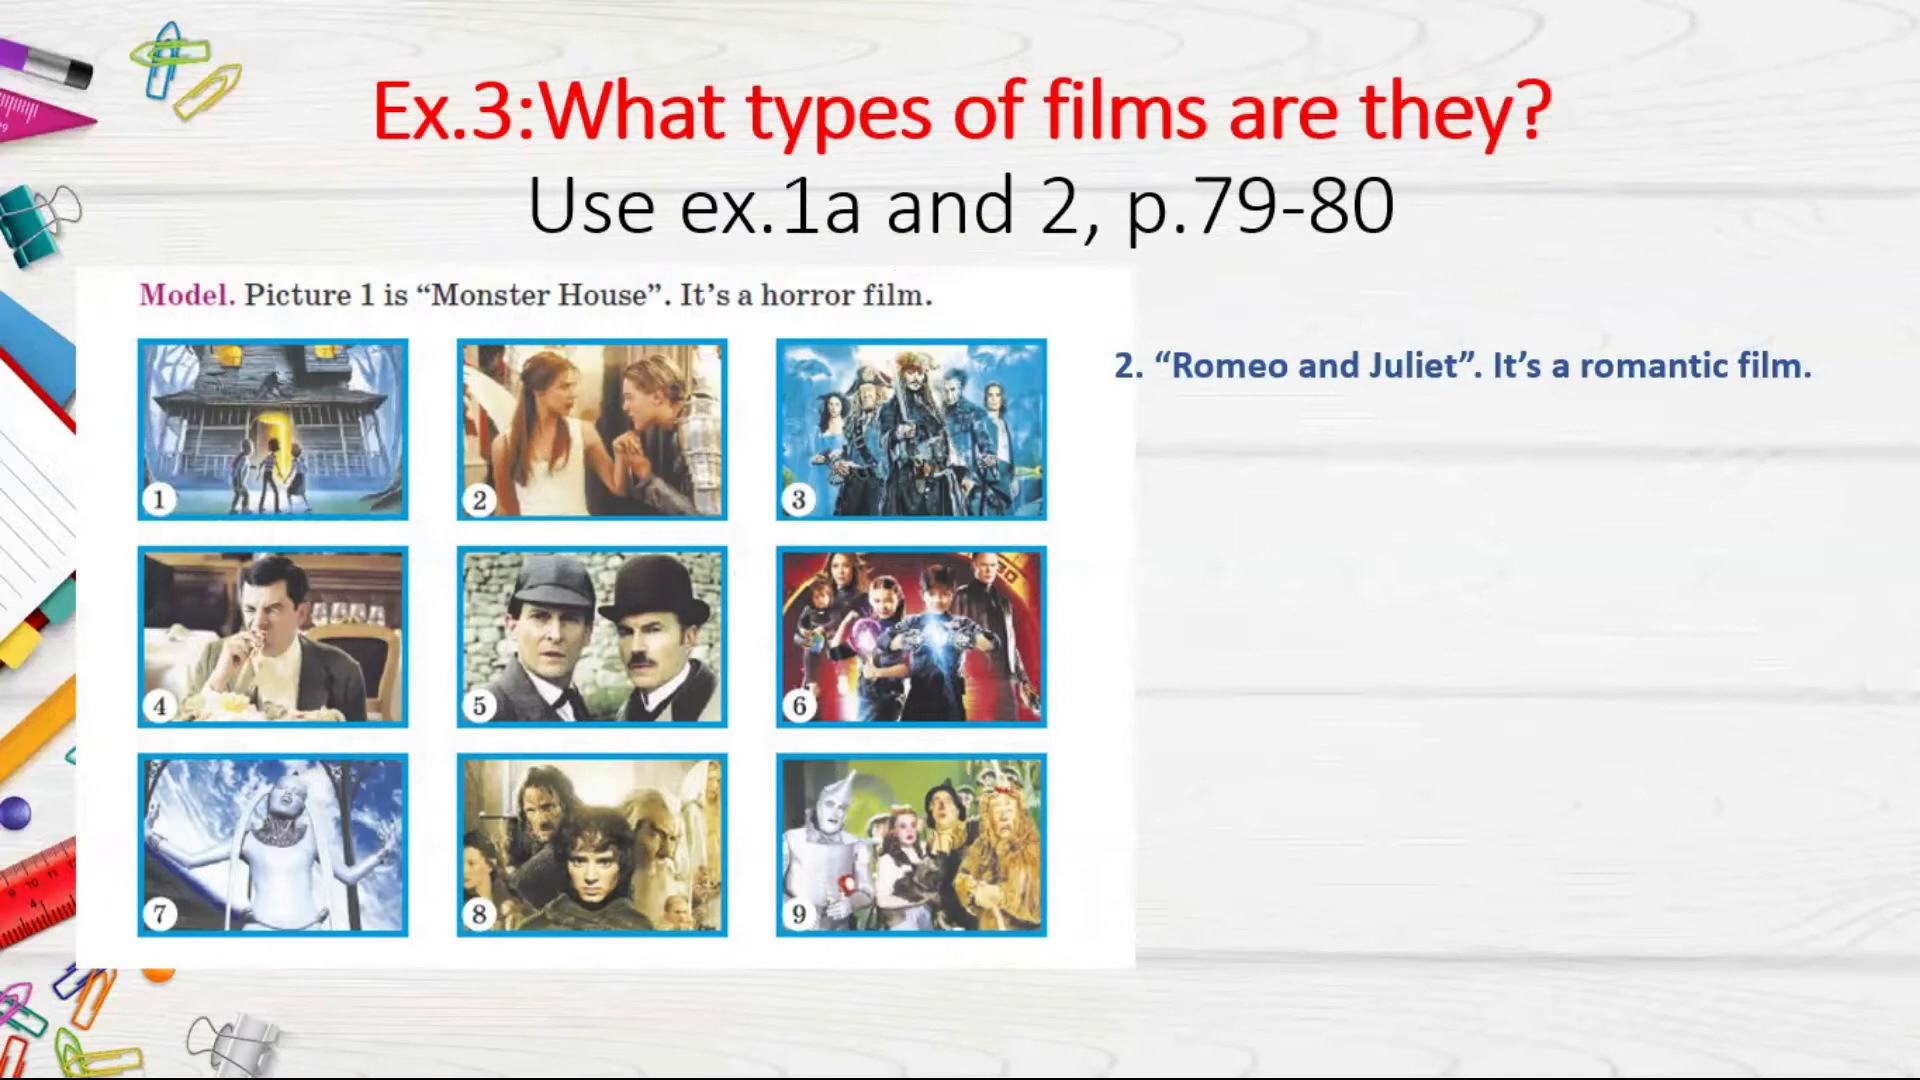 Ex.3:What types of films are they?
Use ex.1a and 2, p.79-80
Model. Picture 1 is “Monster House”. It’s a horror film.
2. “Romeo and Juliet”. It’s a romantic film.
1
2
3
4
5
6
7
8
9